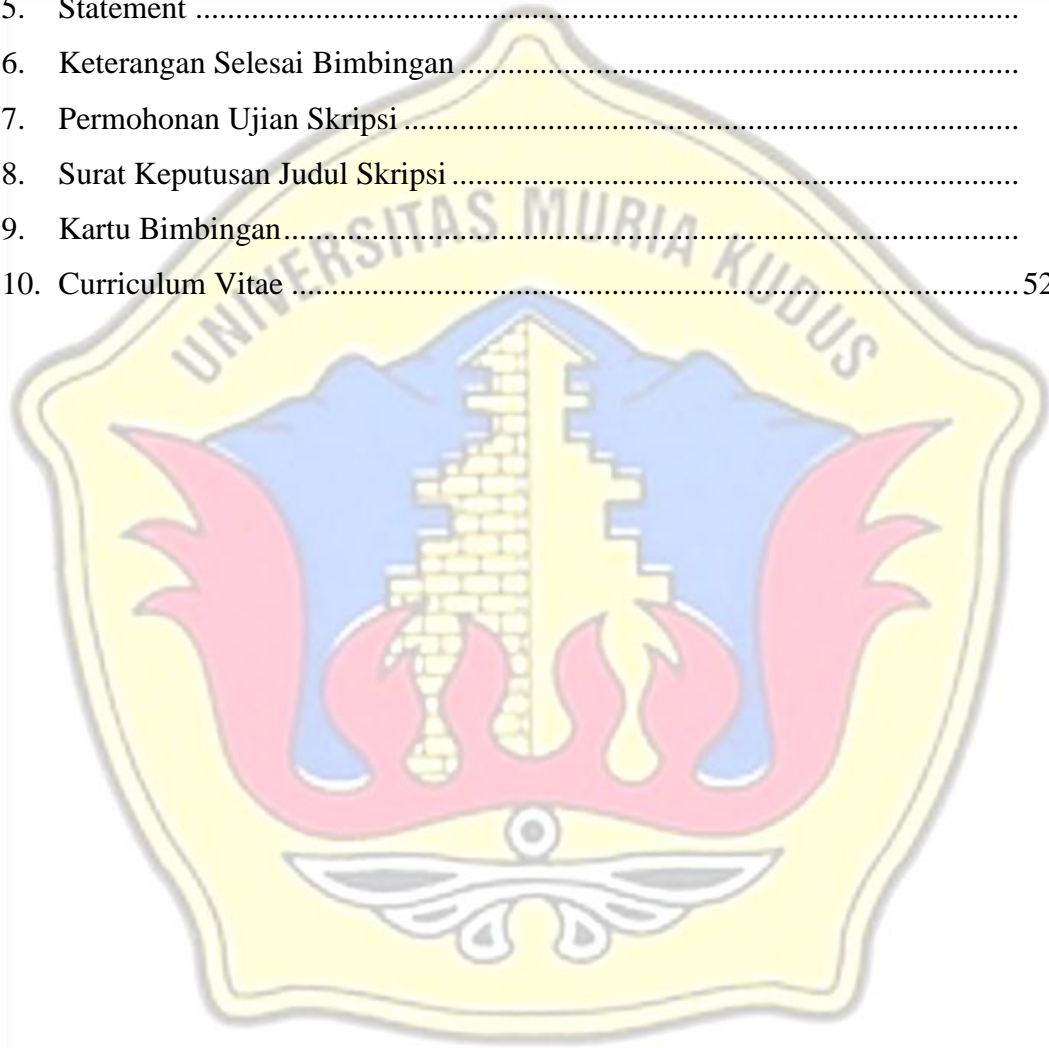 5. Statement ....................................................................................................................
6. Keterangan Selesai Bimbingan ..............................................................................
7. Permohonan Ujian Skripsi ......................................................................................
8. Surat Keputusan Judul Skripsi ...............................................................................
9. Kartu Bimbingan.......................................................................................................
10. Curriculum Vitae ......................................................................................................52
UNIVERSITAS MURIA KUDUS